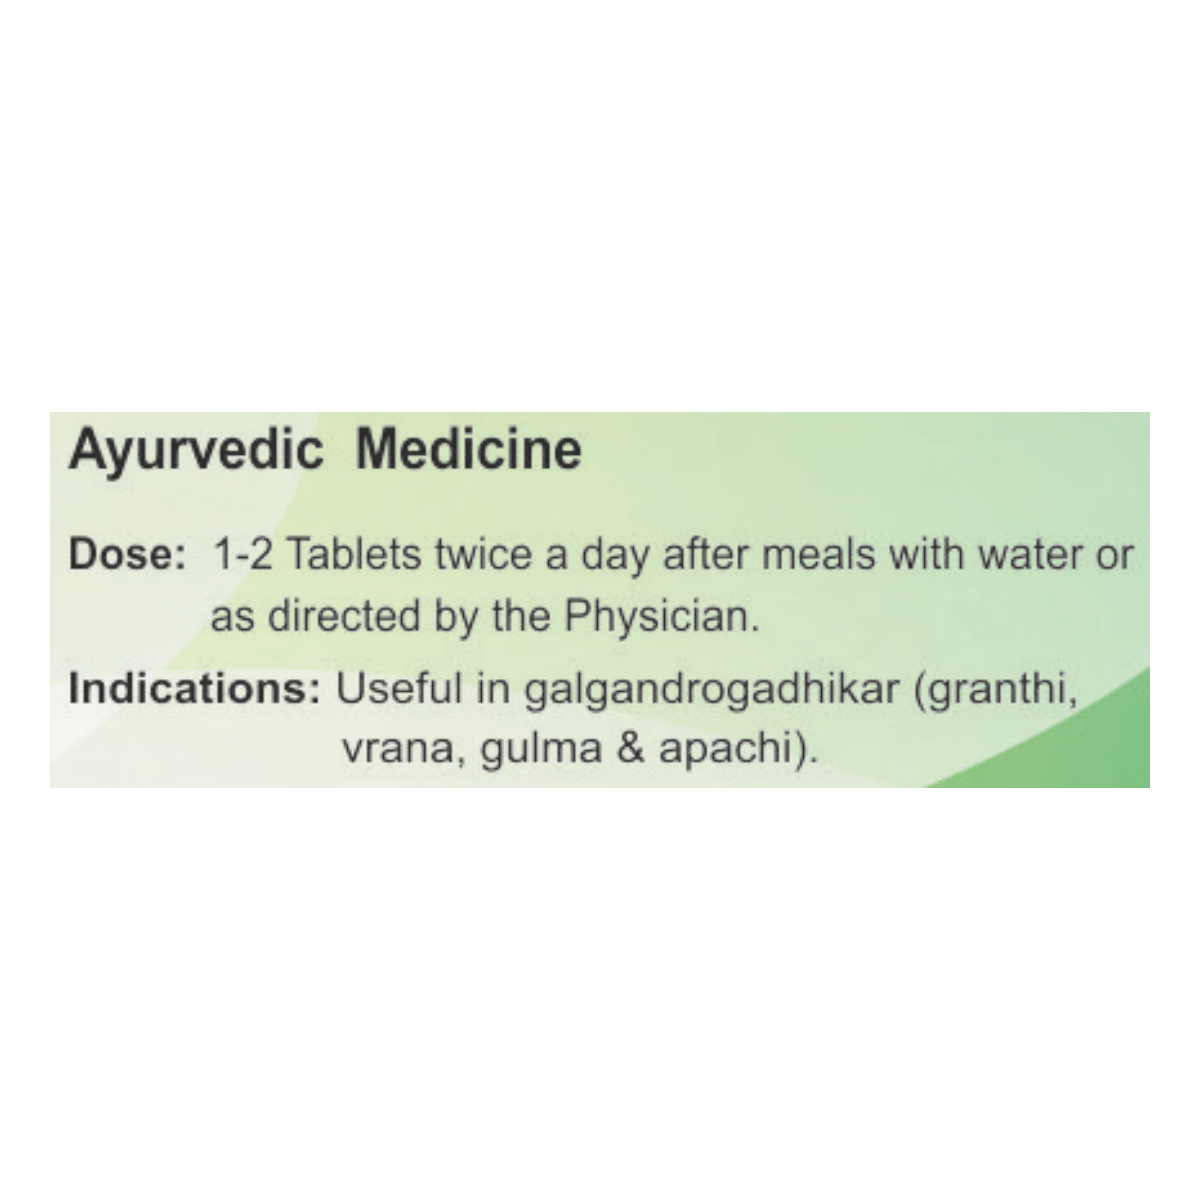 Ayurvedic Medicine
Dose: 1-2 Tablets twice a day after meals with water or
as directed by the Physician.
Indications: Useful in galgandrogadhikar (granthi,
vrana, gulma & apachi).